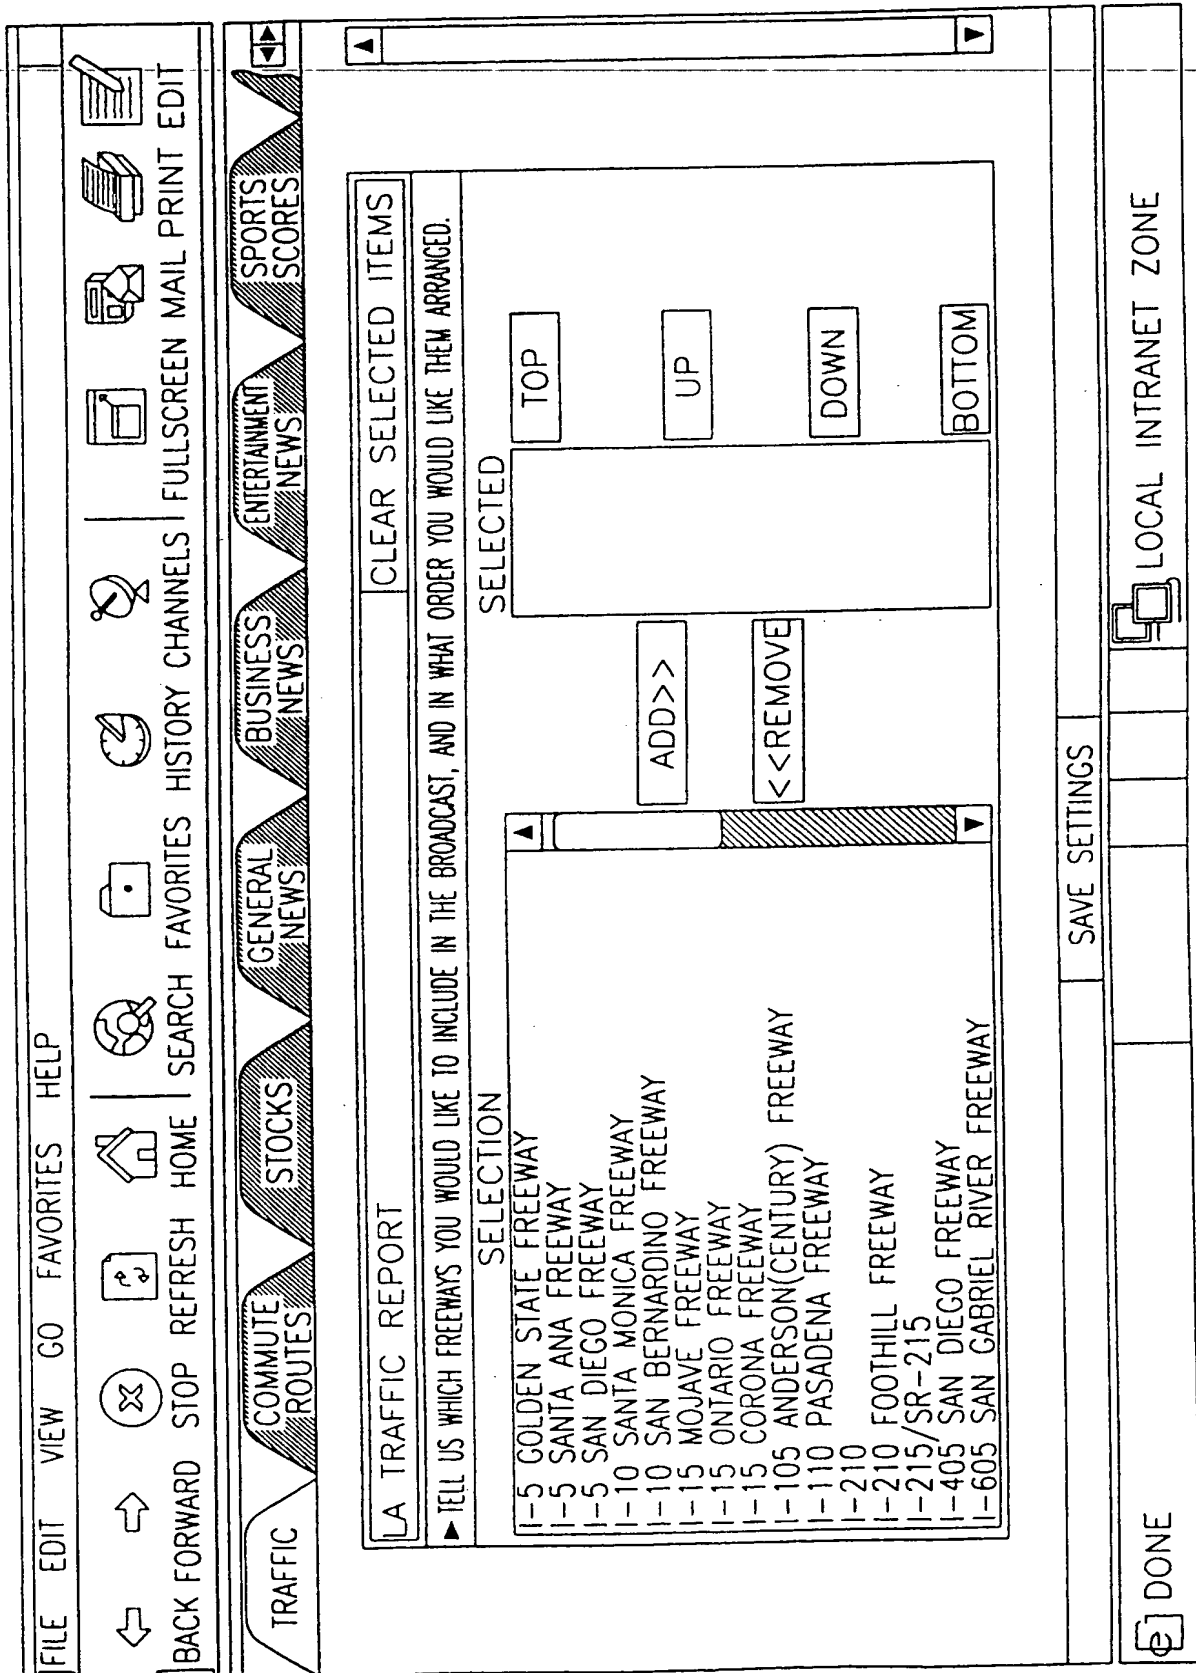 FILE EDIT VIEW GO FAVORITES HELP
BACK FORWARD STOP REFRESH HOME SEARCH FAVORITES HISTORY CHANNELS FULLSCREEN MAIL PRINT EDIT
TRAFFIC
COMMUTE
ROUTES
STOCKS
GENERAL
NEWS
BUSINESS
NEWS
ENTERTAINMENT
NEWS
SPORTS
SCORES
LA TRAFFIC REPORT
CLEAR SELECTED ITEMS
►TELL US WHICH FREEWAYS YOU WOULD LIKE TO INCLUDE IN THE BROADCAST, AND IN WHAT ORDER YOU WOULD LIKE THEM ARRANGED.
SELECTION
I-5 GOLDEN STATE FREEWAY
I-5 SANTA ANA FREEWAY
I-5 SAN DIEGO FREEWAY
I-10 SANTA MONICA FREEWAY
I-10 SAN BERNARDINO FREEWAY
I-15 MOJAVE FREEWAY
I-15 ONTARIO FREEWAY
I-15 CORONA FREEWAY
I-105 ANDERSON(CENTURY) FREEWAY
I-110 PASADENA FREEWAY
I-210
I-210 FOOTHILL FREEWAY
I-215/SR-215
I-405 SAN DIEGO FREEWAY
I-605 SAN GABRIEL RIVER FREEWAY
ADD>>
<<REMOVE
SELECTED
TOP
UP
DOWN
BOTTOM
SAVE SETTINGS
e DONE
LOCAL INTRANET ZONE